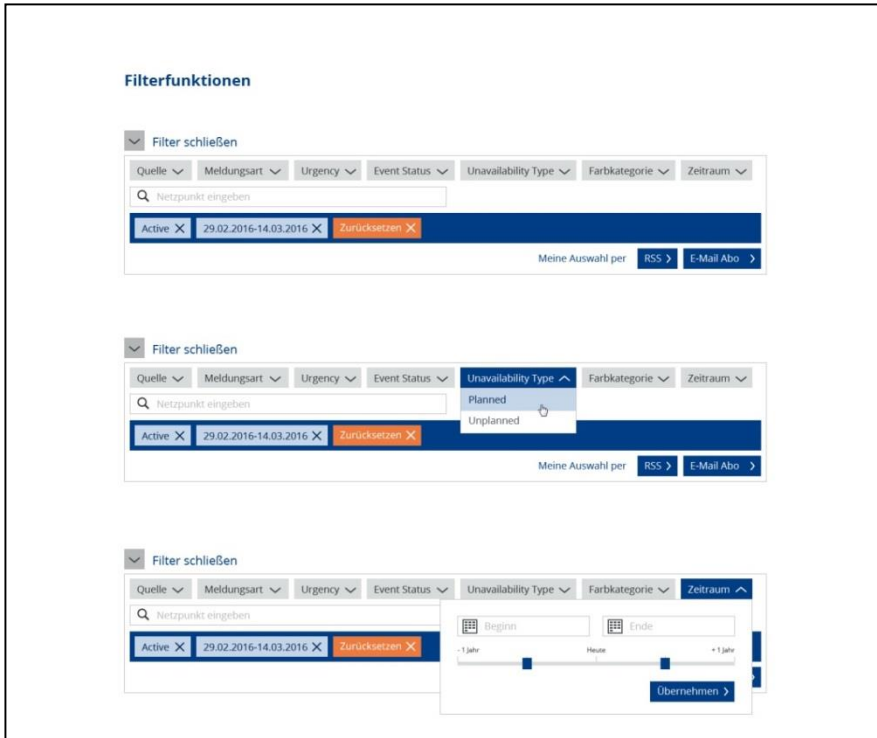 Filterfunktionen
Filter schließen
Quelle Meldungsart Urgency Event Status Unavailability Type Farbkategorie Zeitraum
Netzpunkt eingeben
Active 29.02.2016-14.03.2016 Zurücksetzen
Meine Auswahl per RSS E-Mail Abo
Filter schließen
Quelle Meldungsart Urgency Event Status Unavailability Type Farbkategorie Zeitraum
Netzpunkt eingeben
Planned
Unplanned
Active 29.02.2016-14.03.2016 Zurücksetzen
Meine Auswahl per RSS E-Mail Abo
Filter schließen
Quelle Meldungsart Urgency Event Status Unavailability Type Farbkategorie Zeitraum
Netzpunkt eingeben
Beginn Ende
Active 29.02.2016-14.03.2016 Zurücksetzen
- 1 Jahr Heute + 1 Jahr
Übernehmen